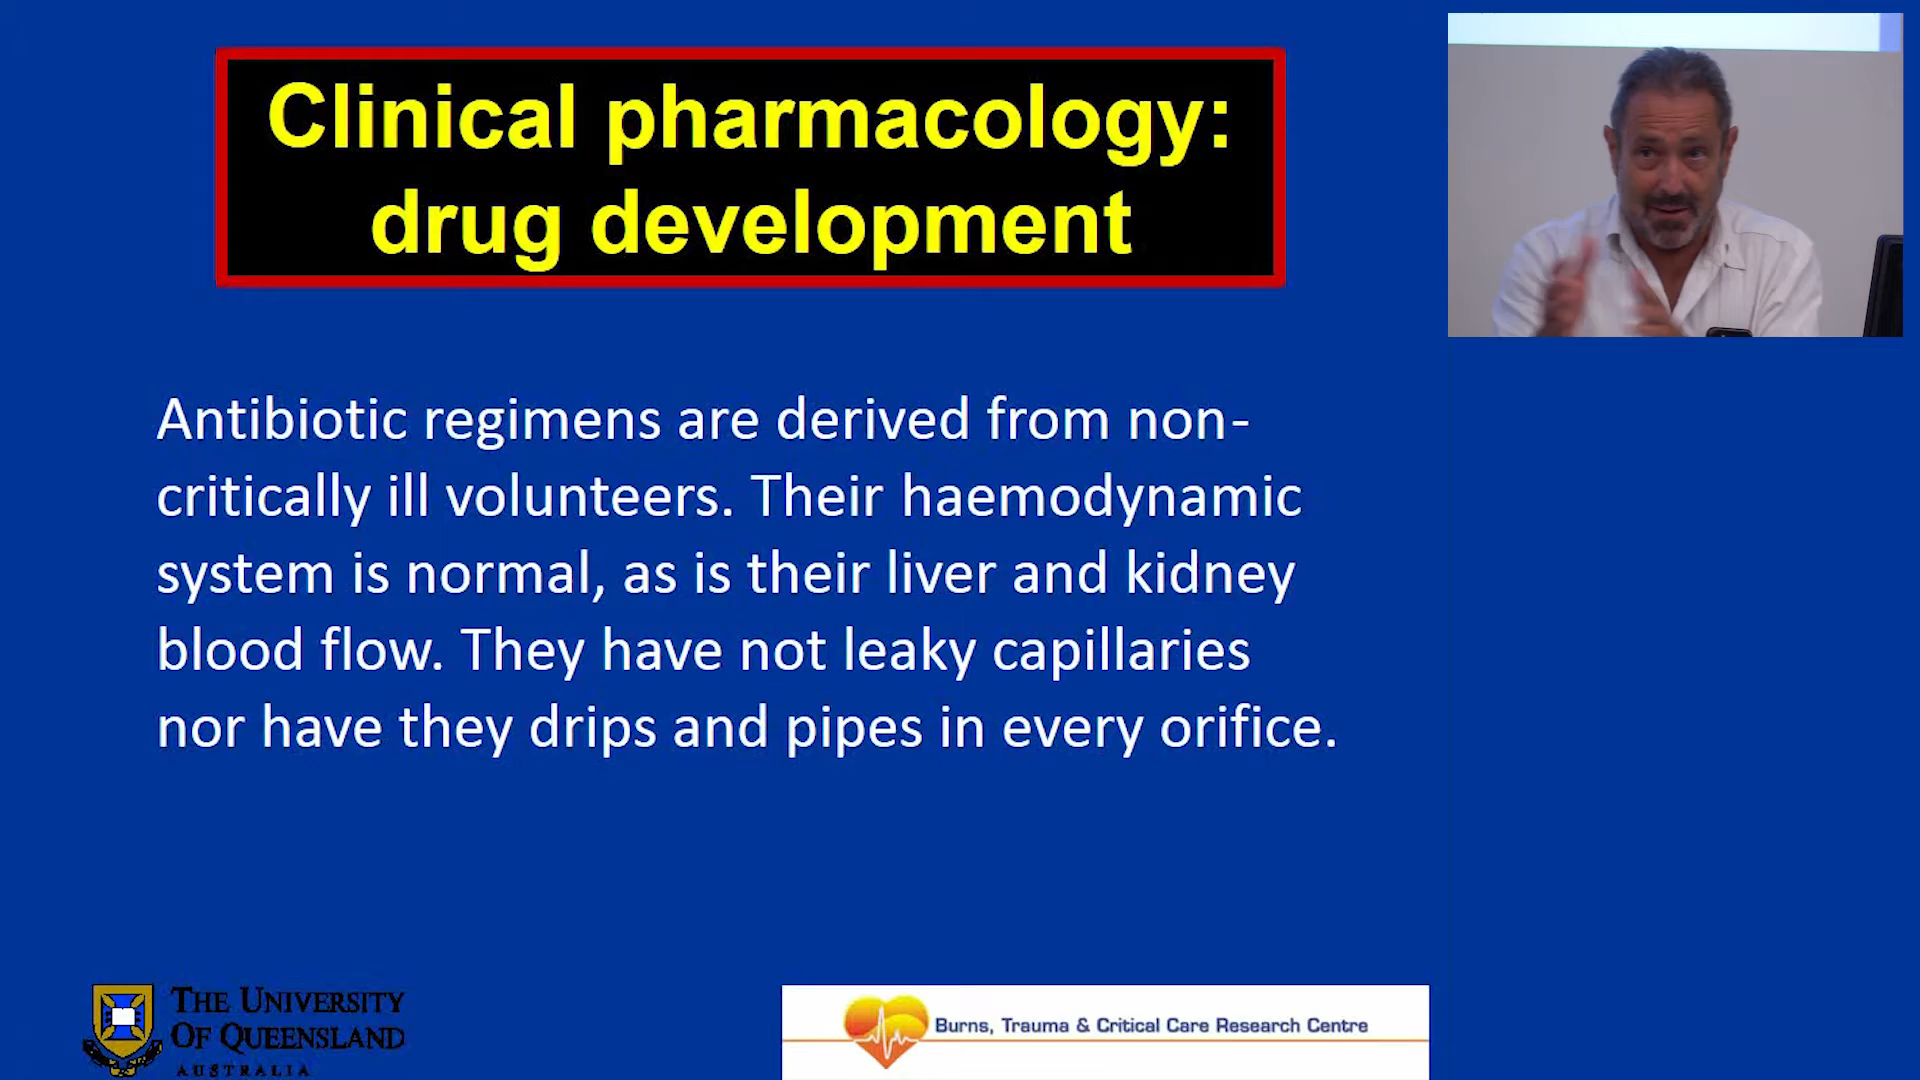 Clinical pharmacology:
drug development
Antibiotic regimens are derived from non-
critically ill volunteers. Their haemodynamic
system is normal, as is their liver and kidney
blood flow. They have not leaky capillaries
nor have they drips and pipes in every orifice.
THE UNIVERSITY
OF QUEENSLAND
AUSTRALIA
Burns, Trauma & Critical Care Research Centre